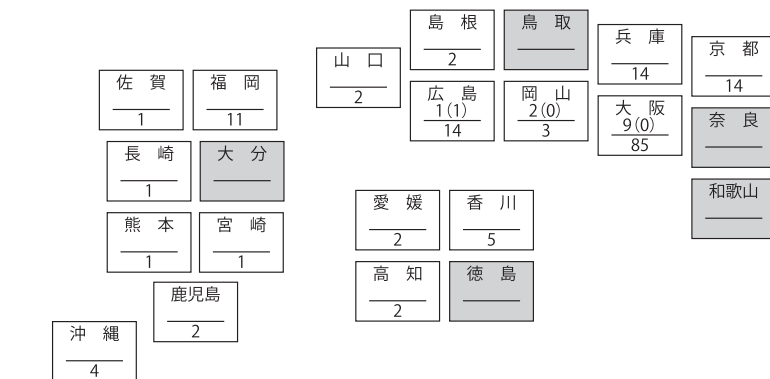 島 根
2
鳥 取
兵 庫
14
京 都
14
山 口
2
佐 賀
1
福 岡
11
広 島
1(1)
14
岡 山
2(0)
3
大 阪
9(0)
85
奈 良
長 崎
1
大 分
和歌山
愛 媛
2
香 川
5
熊 本
1
宮 崎
1
高 知
2
徳 島
鹿児島
2
沖 縄
4